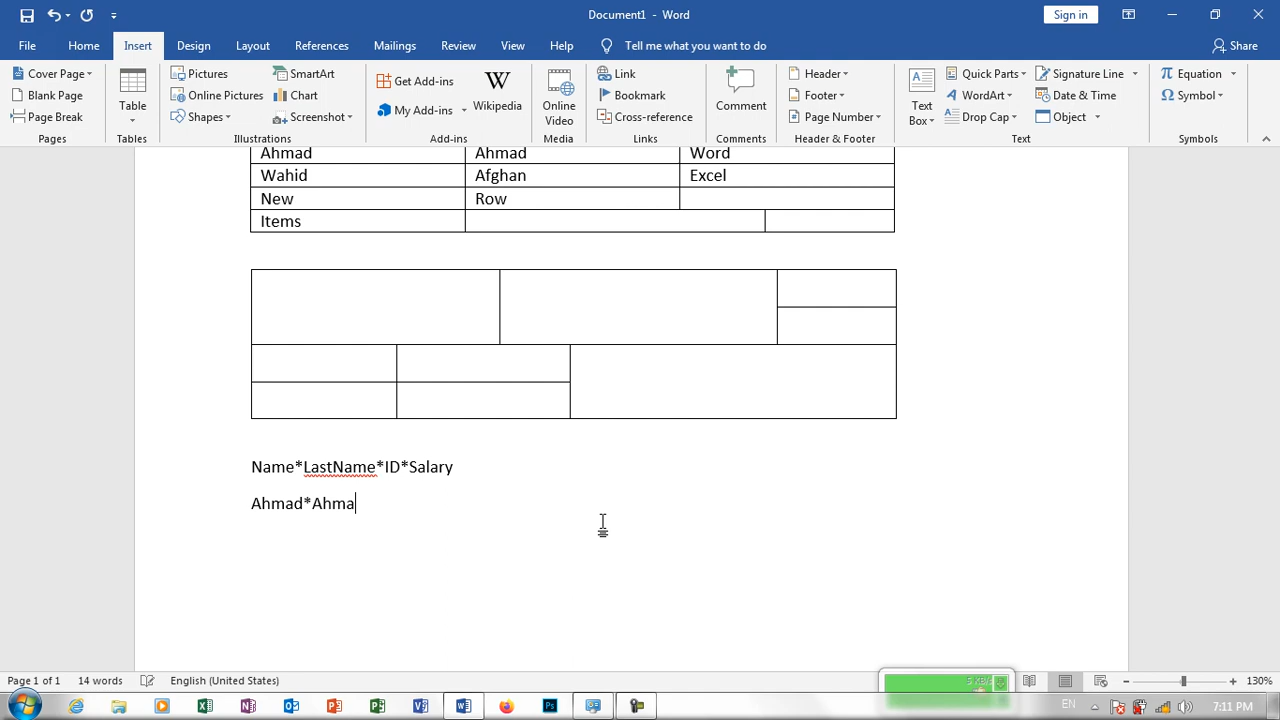 Document1 - Word
Sign in
File Home Insert Design Layout References Mailings Review View Help Tell me what you want to do Share
Cover Page
Blank Page
Page Break
Pages
Table
Tables
Pictures
Online Pictures
Shapes
SmartArt
Chart
Screenshot
Illustrations
Get Add-ins
My Add-ins
Wikipedia
Add-ins
Online Video
Media
Link
Bookmark
Cross-reference
Links
Comment
Comments
Header
Footer
Page Number
Header & Footer
Text Box
Quick Parts
WordArt
Drop Cap
Signature Line
Date & Time
Object
Text
Equation
Symbol
Symbols
Ahmad Ahmad Word
Wahid Afghan Excel
New Row
Items
Name*LastName*ID*Salary
Ahmad*Ahma
Page 1 of 1 14 words English (United States) 130%
EN 7:11 PM